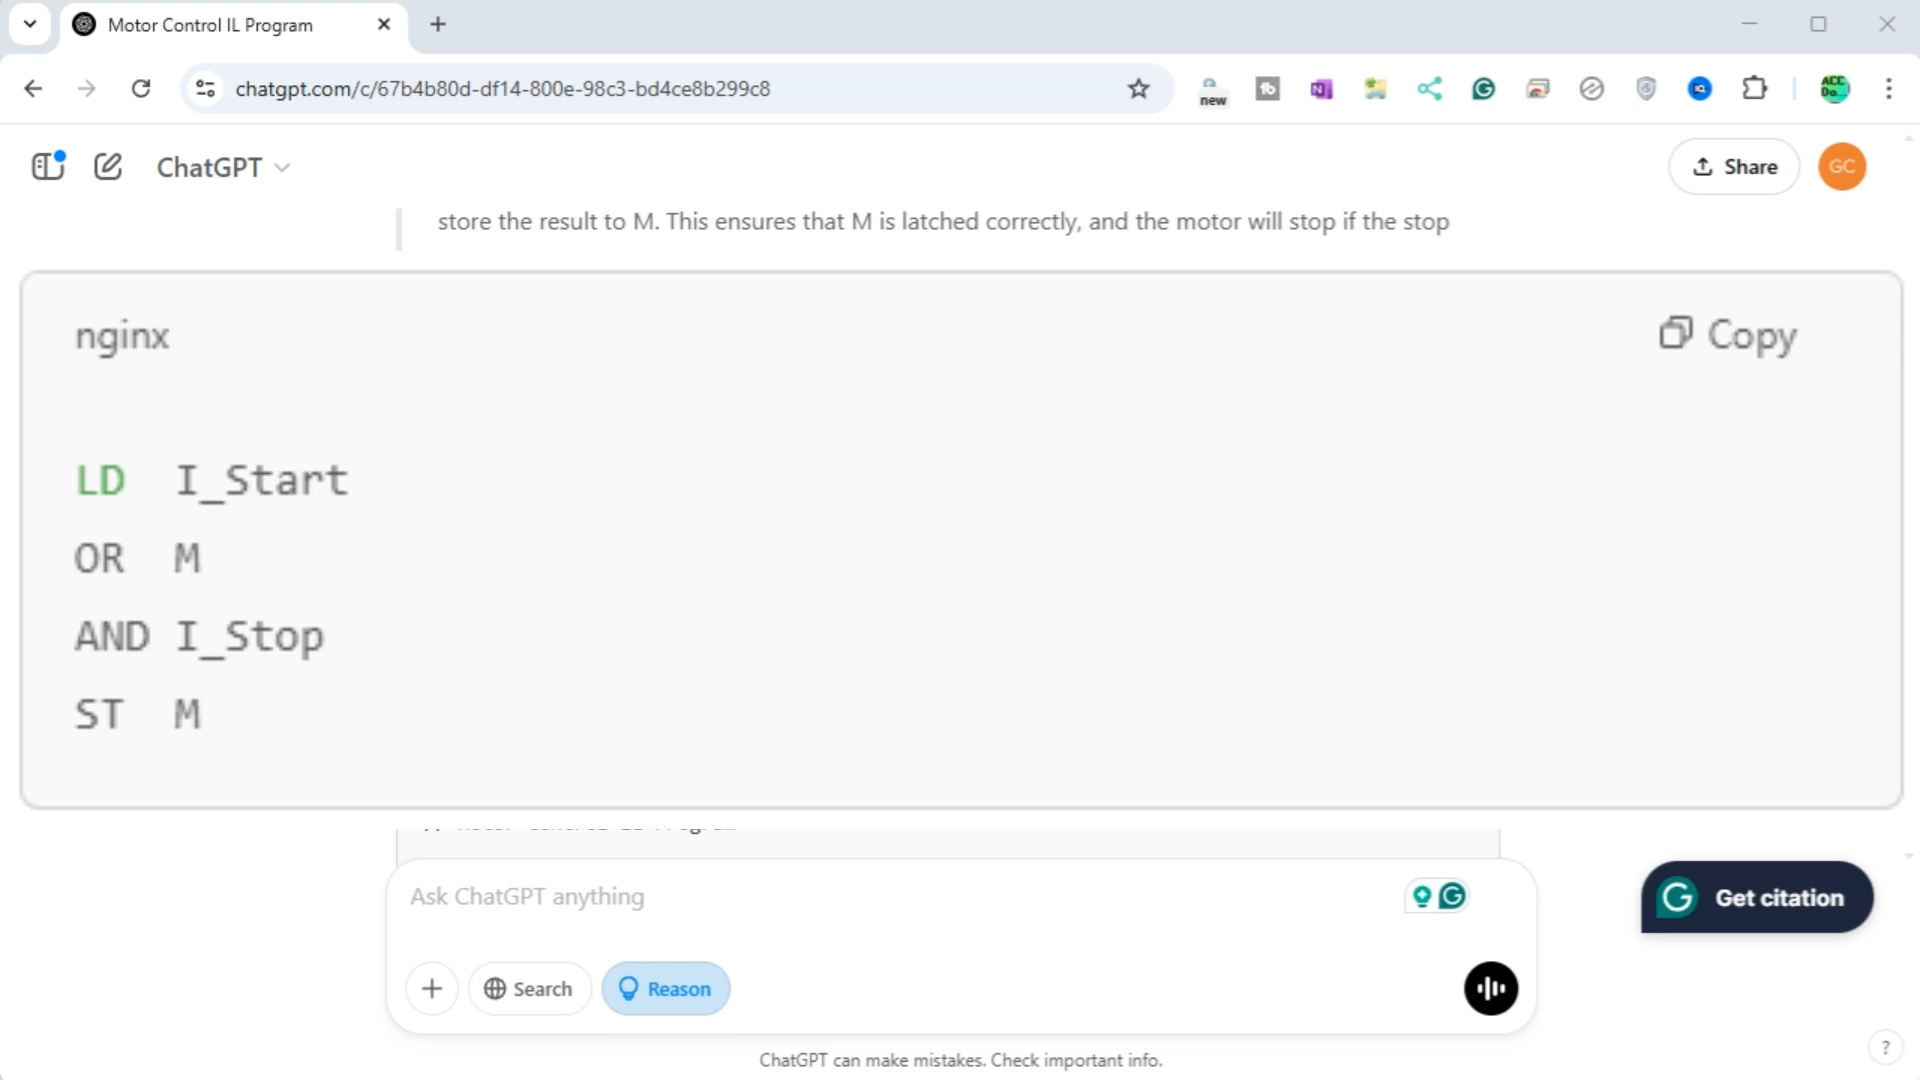 Motor Control IL Program
chatgpt.com/c/67b4b80d-df14-800e-98c3-bd4ce8b299c8
new
ACC
Do...
ChatGPT
Share
GC
store the result to M. This ensures that M is latched correctly, and the motor will stop if the stop
nginx
Copy
LD I_Start
OR M
AND I_Stop
ST M
Ask ChatGPT anything
Get citation
Search
Reason
ChatGPT can make mistakes. Check important info.
?